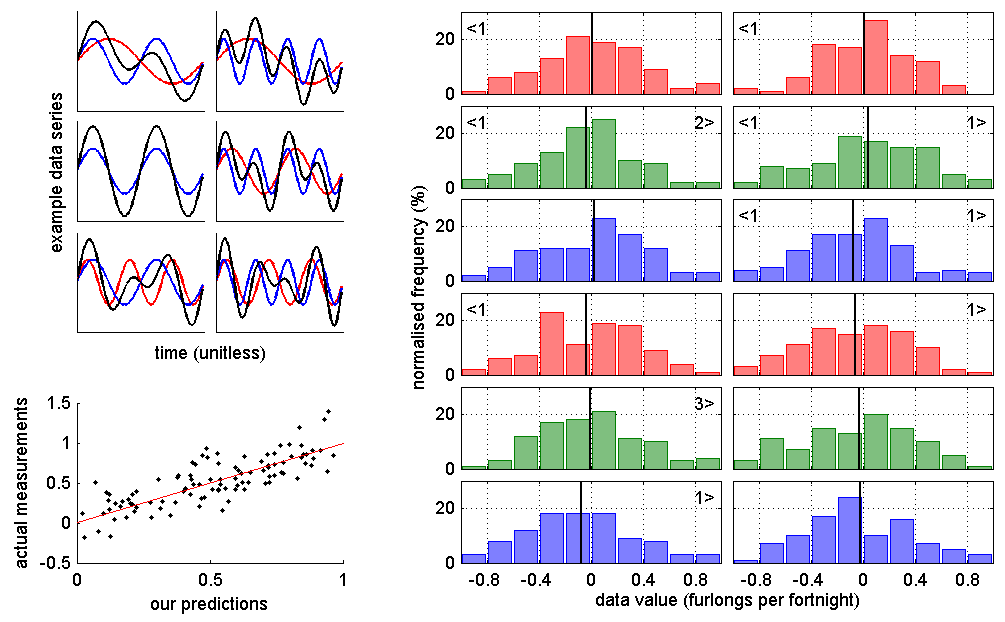 example data series
time (unitless)
actual measurements
1.5
1
0.5
0
-0.5
0 0.5 1
our predictions
normalised frequency (%)
<1 <1
20
0
<1 2> <1 1>
20
0
<1 1>
20
0
<1 1>
20
0
3>
20
0
1>
20
0
-0.8 -0.4 0 0.4 0.8 -0.8 -0.4 0 0.4 0.8
data value (furlongs per fortnight)